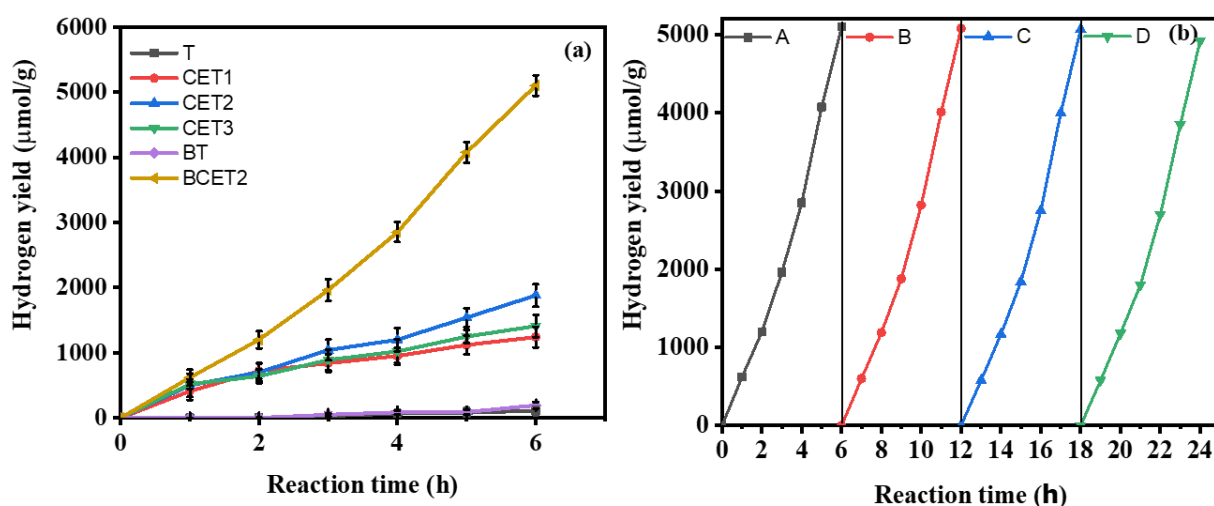 (a)
T
CET1
CET2
CET3
BT
BCET2
6000
5000
4000
3000
2000
1000
0
0 2 4 6
Hydrogen yield (μmol/g)
Reaction time (h)
A B C D (b)
5000
4000
3000
2000
1000
0
0 2 4 6 8 10 12 14 16 18 20 22 24
Hydrogen yield (μmol/g)
Reaction time (h)